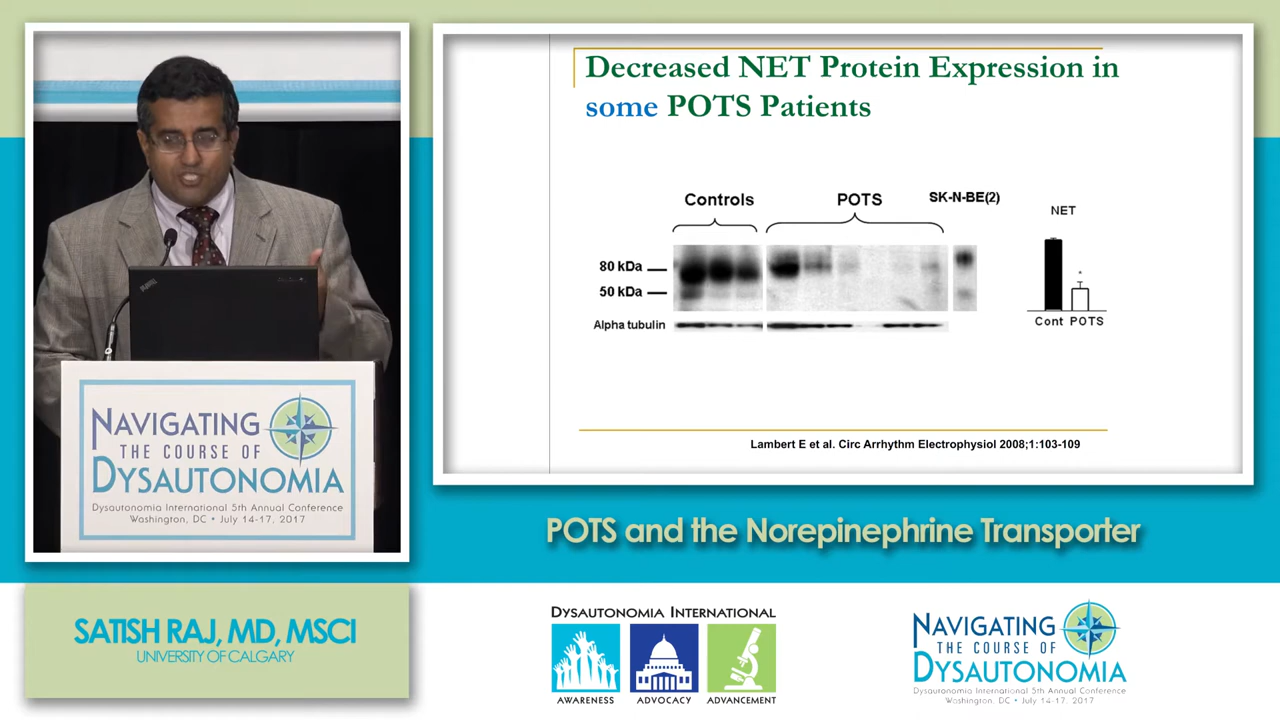 Decreased NET Protein Expression in
some POTS Patients
Controls
POTS
SK-N-BE(2)
NET
80 kDa
50 kDa
Alpha tubulin
*
Cont POTS
Lambert E et al. Circ Arrhythm Electrophysiol 2008;1:103-109
ThinkPad
NAVIGATING
THE COURSE OF
DYSAUTONOMIA
Dysautonomia International 5th Annual Conference
Washington, DC • July 14-17, 2017
POTS and the Norepinephrine Transporter
SATISH RAJ, MD, MSCI
UNIVERSITY OF CALGARY
DYSAUTONOMIA INTERNATIONAL
AWARENESS
ADVOCACY
ADVANCEMENT
NAVIGATING
THE COURSE OF
DYSAUTONOMIA
Dysautonomia International 5th Annual Conference
Washington, DC • July 14-17, 2017